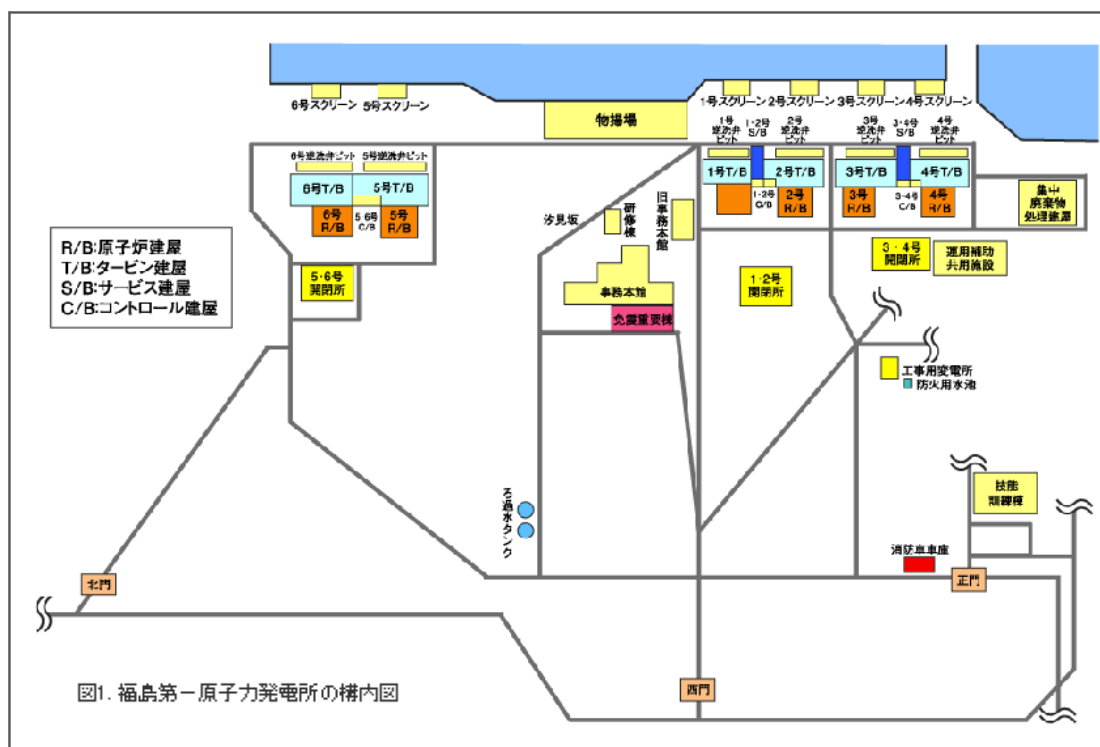 6号スクリーン
5号スクリーン
物揚場
1号スクリーン
2号スクリーン
3号スクリーン
4号スクリーン
6号逆洗弁ピット
5号逆洗弁ピット
1号
逆洗弁
ピット
1・2号
S/B
2号
逆洗弁
ピット
3号
逆洗弁
ピット
3・4号
S/B
4号
逆洗弁
ピット
6号T/B
5号T/B
1号T/B
2号T/B
3号T/B
4号T/B
6号
R/B
5・6号
C/B
5号
R/B
1・2号
C/B
2号
R/B
3号
R/B
3・4号
C/B
4号
R/B
集中
廃棄物
処理建屋
汐見坂
研修棟
旧事務本館
R/B:原子炉建屋
T/B:タービン建屋
S/B:サービス建屋
C/B:コントロール建屋
5・6号
開閉所
事務本館
免震重要棟
1・2号
開閉所
3・4号
開閉所
運用補助
共用施設
工事用変電所
防火用水池
ろ過水タンク
技能
訓練棟
消防車車庫
北門
正門
西門
図1. 福島第一原子力発電所の構内図